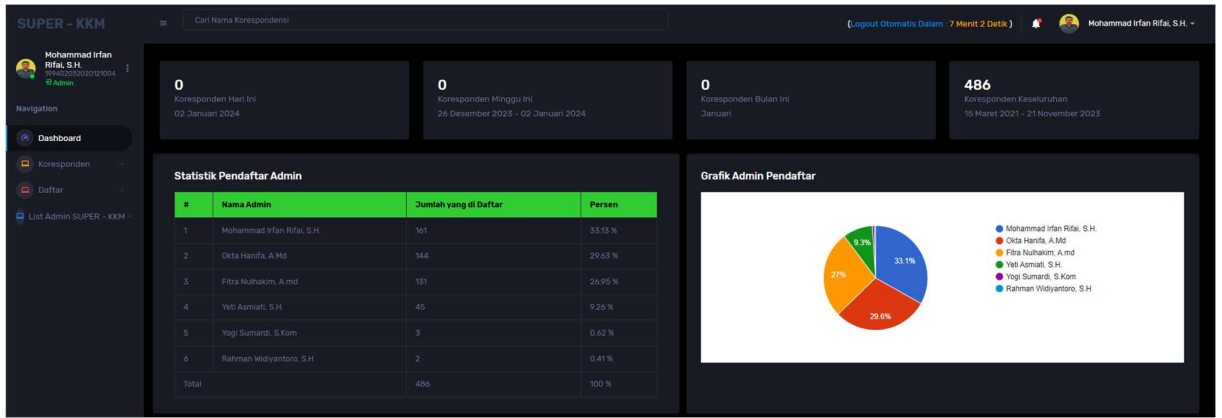 SUPER - KKM
Cari Nama Korespondensi
(Logout Otomatis Dalam : 7 Menit 2 Detik )
Mohammad Irfan Rifai, S.H.
Mohammad Irfan
Rifai, S.H.
199402032020121004
Admin
Navigation
Dashboard
Koresponden
Daftar
List Admin SUPER - KKM
0
Koresponden Hari Ini
02 Januari 2024
0
Koresponden Minggu Ini
26 Desember 2023 - 02 Januari 2024
0
Koresponden Bulan Ini
Januari
486
Koresponden Keseluruhan
15 Maret 2021 - 21 November 2023
Statistik Pendaftar Admin
# Nama Admin Jumlah yang di Daftar Persen
1 Mohammad Irfan Rifai, S.H. 161 33.13 %
2 Okta Hanifa, A.Md 144 29.63 %
3 Fitra Nulhakim, A.md 131 26.95 %
4 Yeti Asmiati, S.H. 45 9.26 %
5 Yogi Sumardi, S.Kom 3 0.62 %
6 Rahman Widiyantoro, S.H 2 0.41 %
Total 486 100 %
Grafik Admin Pendaftar
33.1%
29.6%
27%
9.3%
Mohammad Irfan Rifai, S.H.
Okta Hanifa, A.Md
Fitra Nulhakim, A.md
Yeti Asmiati, S.H.
Yogi Sumardi, S.Kom
Rahman Widiyantoro, S.H